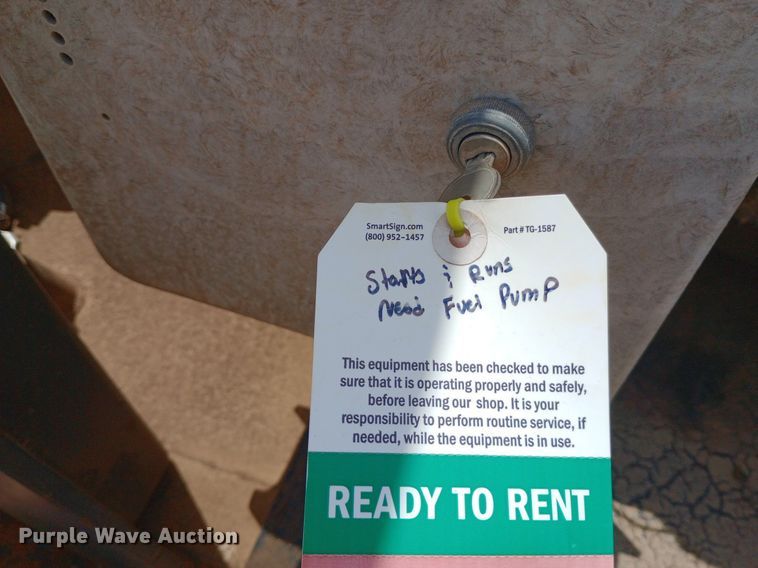 SmartSign.com
(800) 952-1457
Part # TG-1587
Starts & Runs
Need Fuel Pump
This equipment has been checked to make
sure that it is operating properly and safely,
before leaving our shop. It is your
responsibility to perform routine service, if
needed, while the equipment is in use.
READY TO RENT
Purple Wave Auction